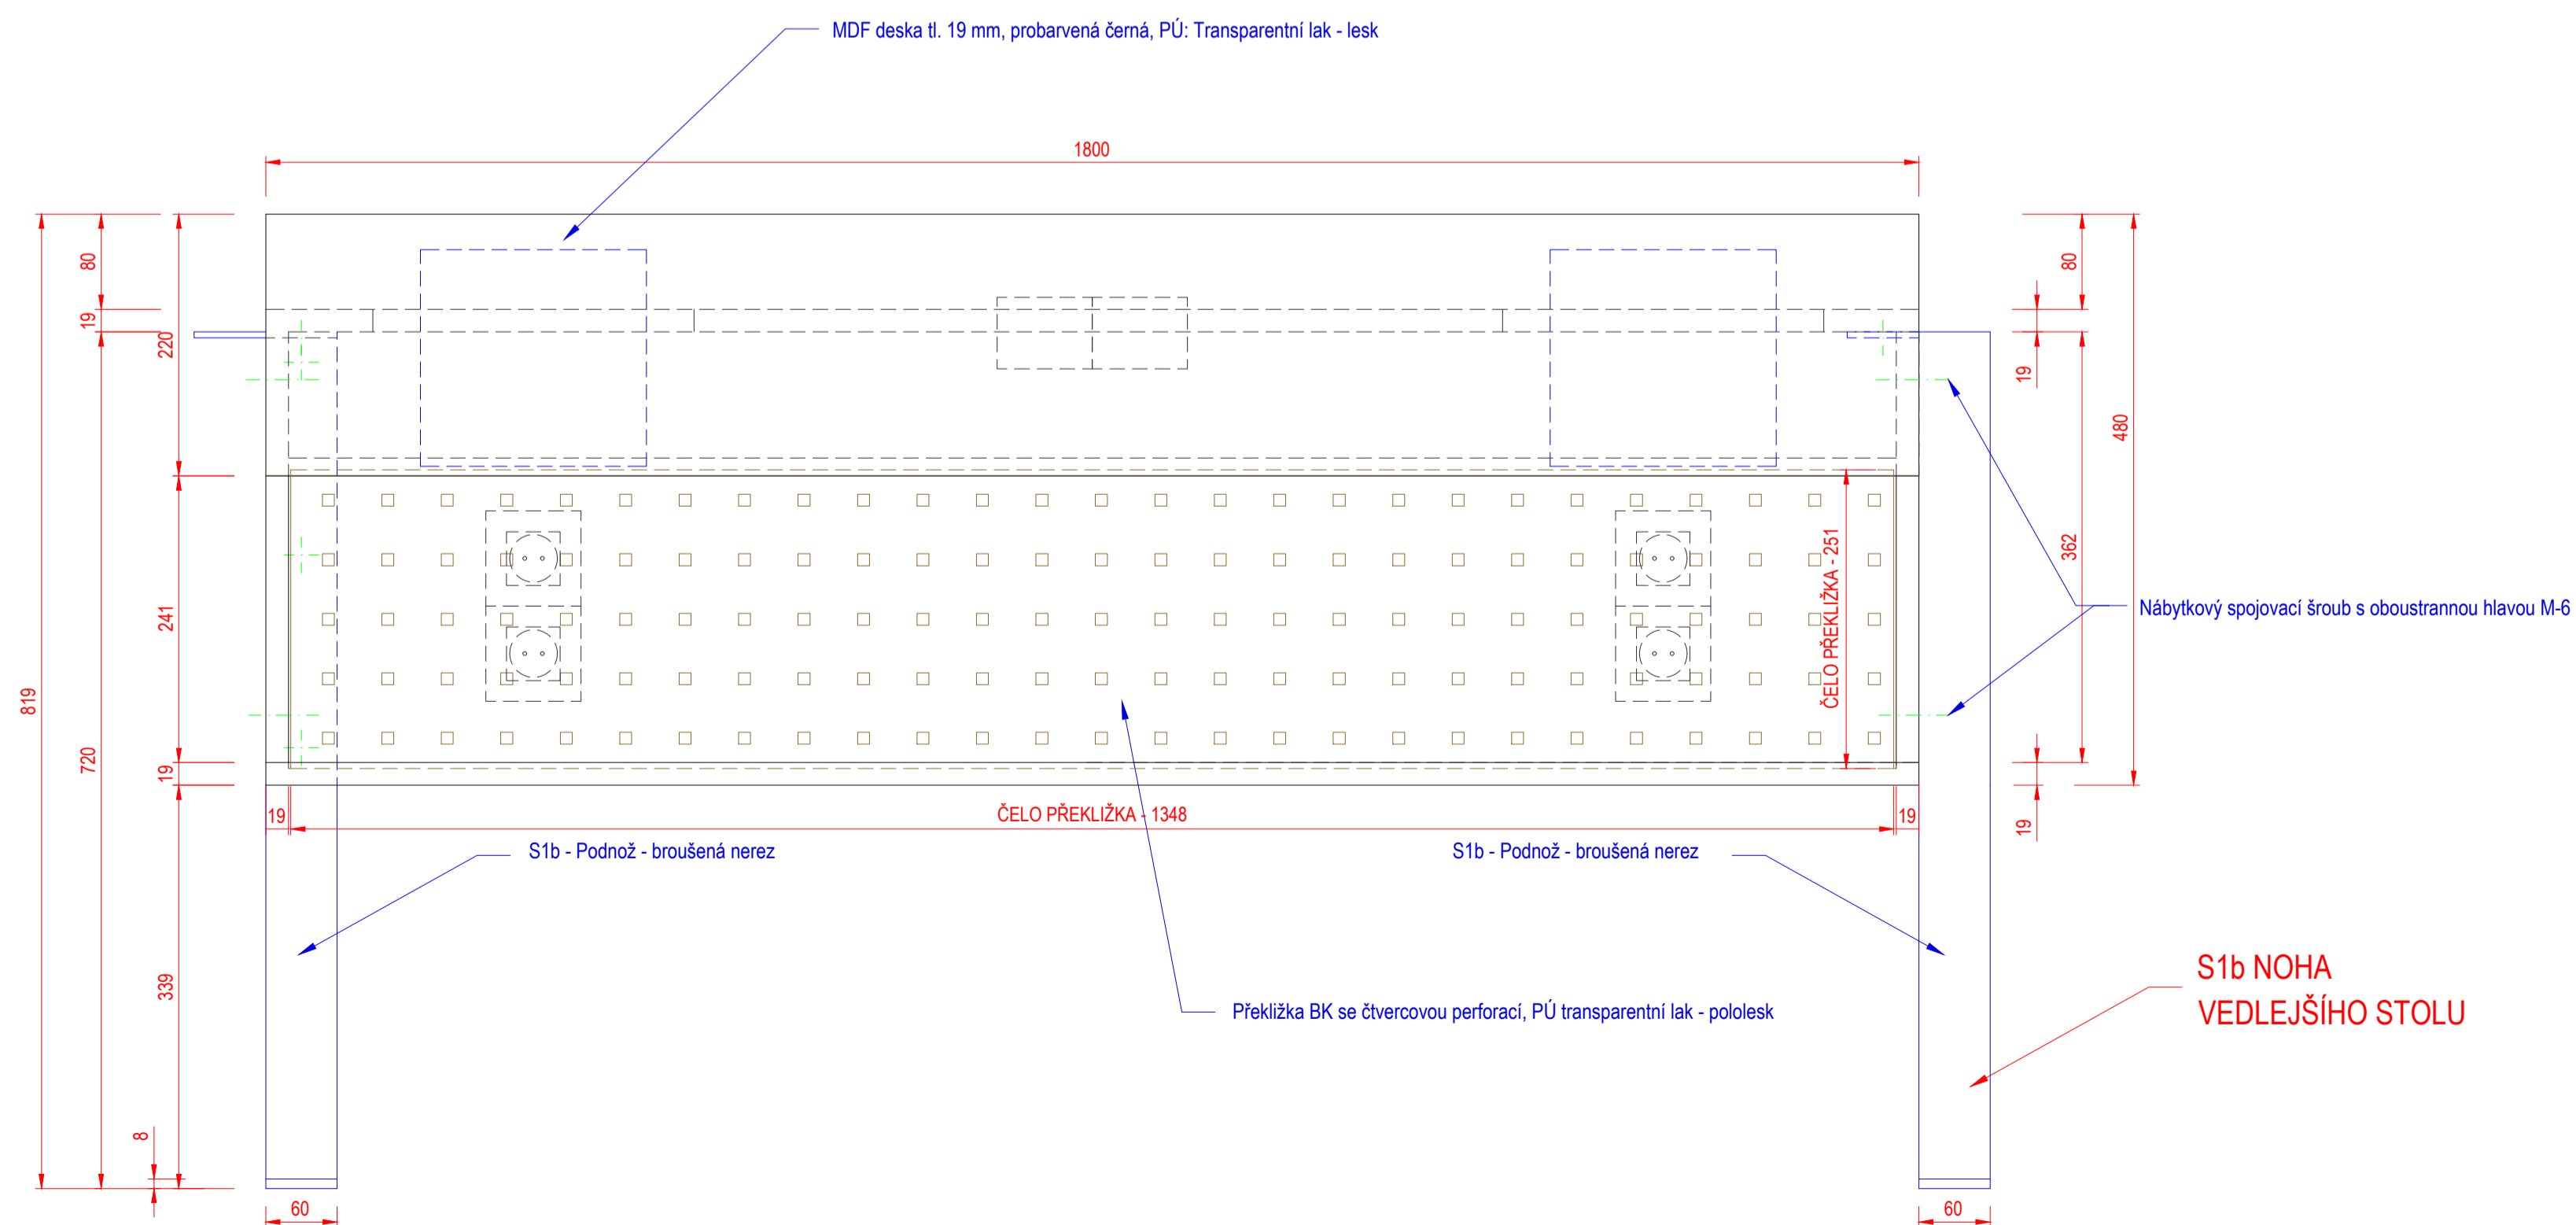 MDF deska tl. 19 mm, probarvená černá, PÚ: Transparentní lak - lesk
1800
80
19
220
819
720
241
19
339
8
60
80
19
480
362
19
ČELO PŘEKLIŽKA - 251
Nábytkový spojovací šroub s oboustrannou hlavou M-6
19
ČELO PŘEKLIŽKA - 1348
19
S1b - Podnož - broušená nerez
S1b - Podnož - broušená nerez
S1b NOHA
VEDLEJŠÍHO STOLU
Překližka BK se čtvercovou perforací, PÚ transparentní lak - pololesk
60